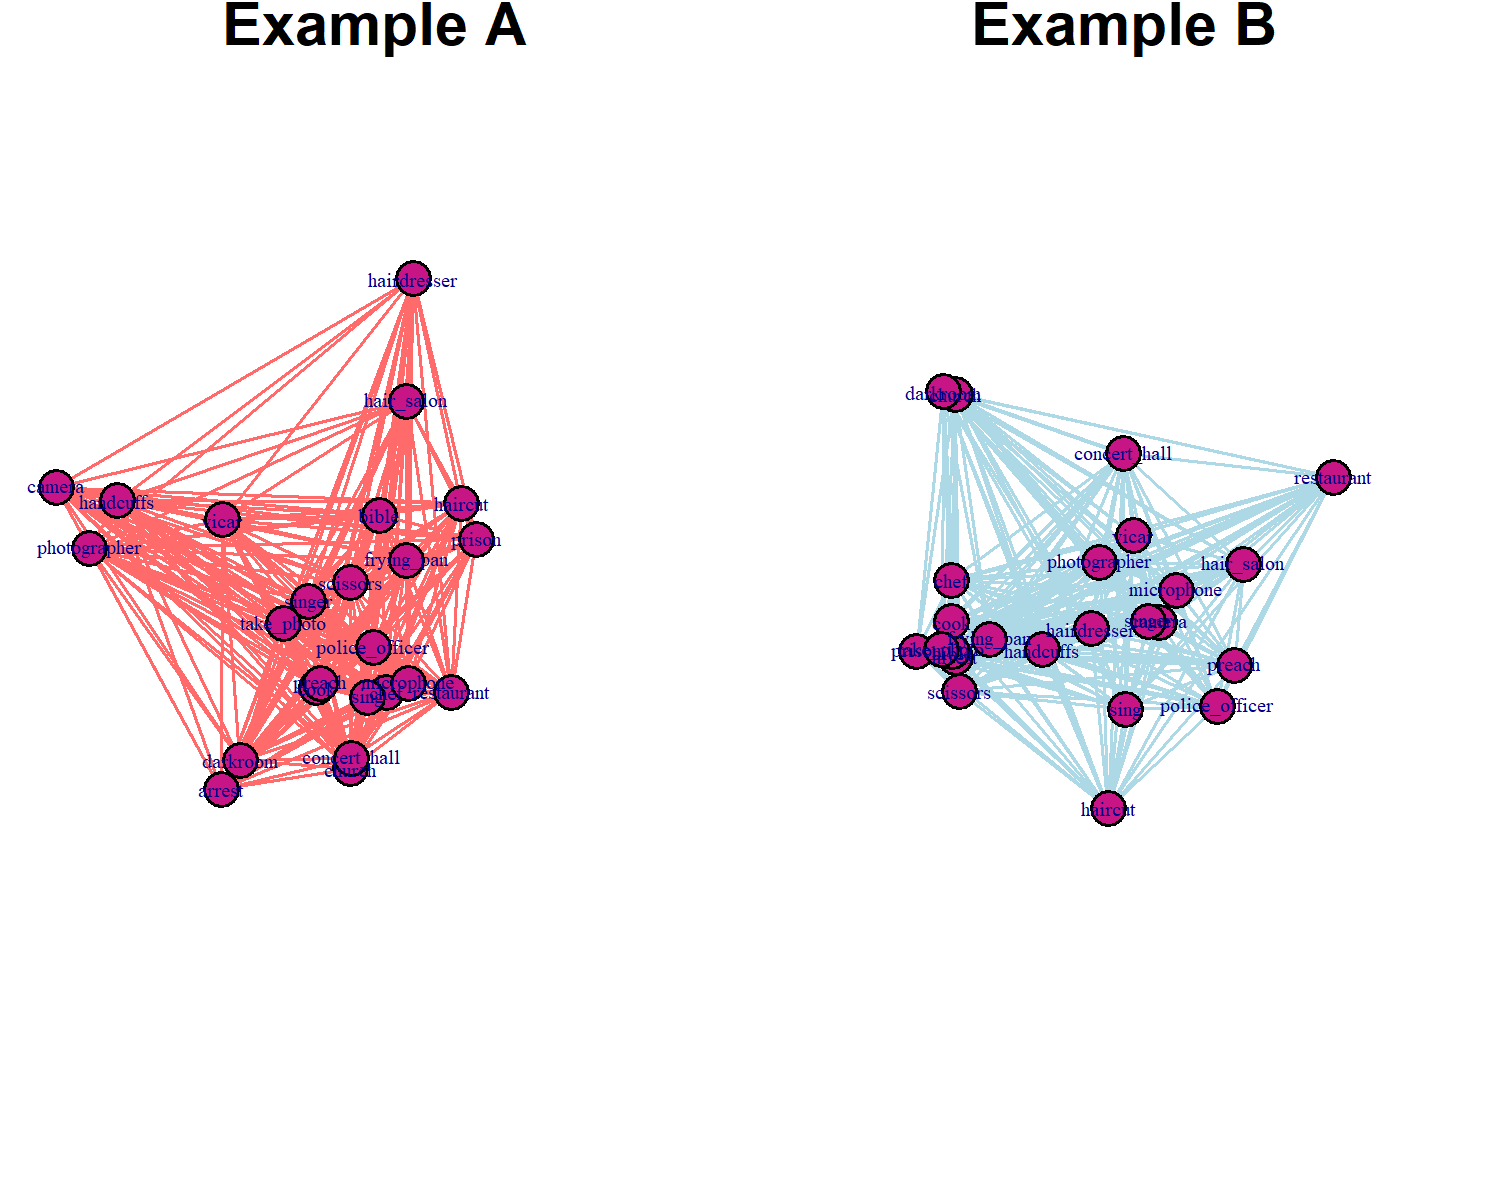 Example A
hairdresser
hair_salon
camera
handcuffs
vicar
bible
haircut
prison
photographer
frying_pan
scissors
singer
take_photo
police_officer
preach
cook
microphone
sing
chef
restaurant
concert_hall
darkroom
church
arrest
Example B
darkroom
church
concert_hall
restaurant
vicar
photographer
hair_salon
chef
microphone
cook
singer
camera
hairdresser
frying_pan
prison
handcuffs
arrest
preach
scissors
sing
police_officer
haircut